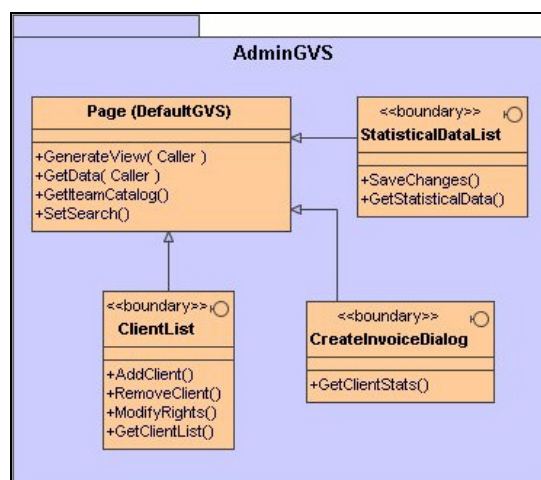 AdminGVS
Page (DefaultGVS)
+GenerateView( Caller )
+GetData( Caller )
+GetIteamCatalog()
+SetSearch()
<<boundary>>
StatisticalDataList
+SaveChanges()
+GetStatisticalData()
<<boundary>>
ClientList
+AddClient()
+RemoveClient()
+ModifyRights()
+GetClientList()
<<boundary>>
CreateInvoiceDialog
+GetClientStats()